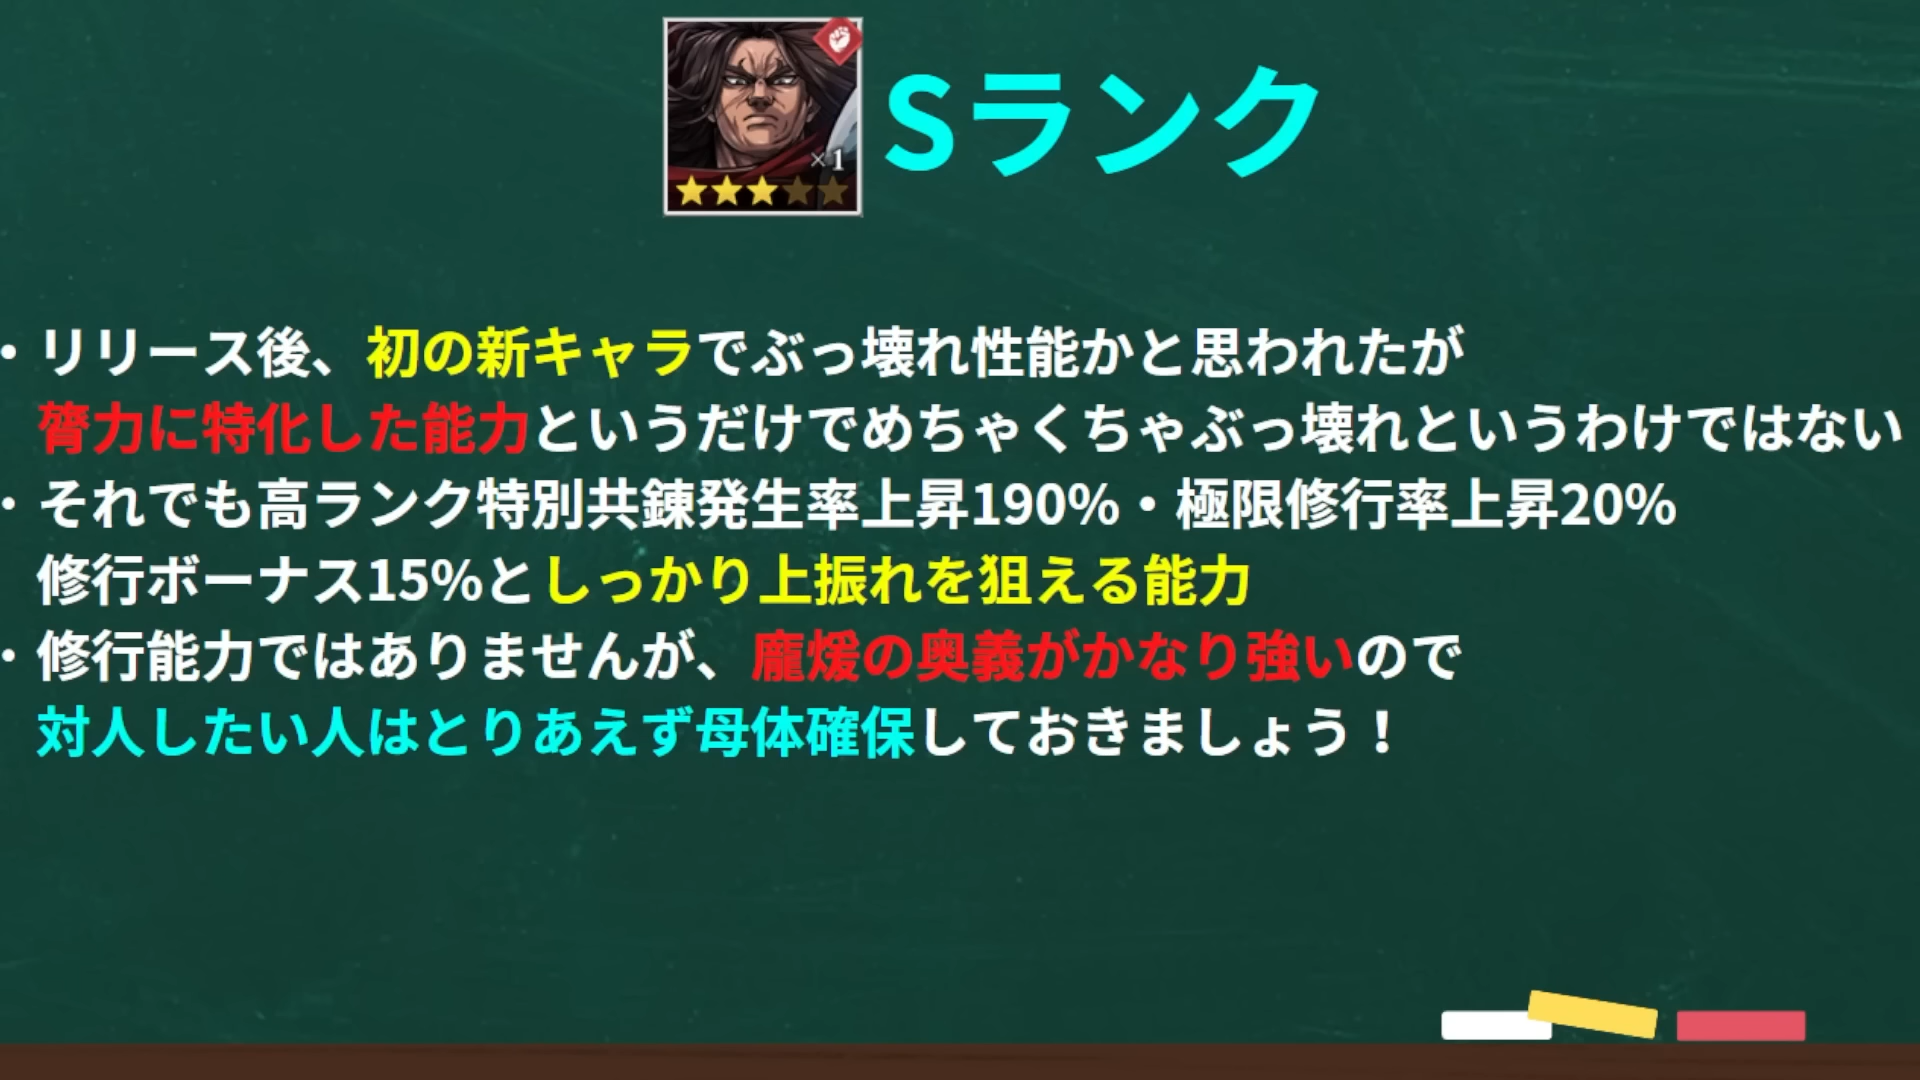 ×1
Sランク
・リリース後、初の新キャラでぶっ壊れ性能かと思われたが
膂力に特化した能力というだけでめちゃくちゃぶっ壊れというわけではない
・それでも高ランク特別共錬発生率上昇190%・極限修行率上昇20%
修行ボーナス15%としっかり上振れを狙える能力
・修行能力ではありませんが、龐煖の奥義がかなり強いので
対人したい人はとりあえず母体確保しておきましょう！